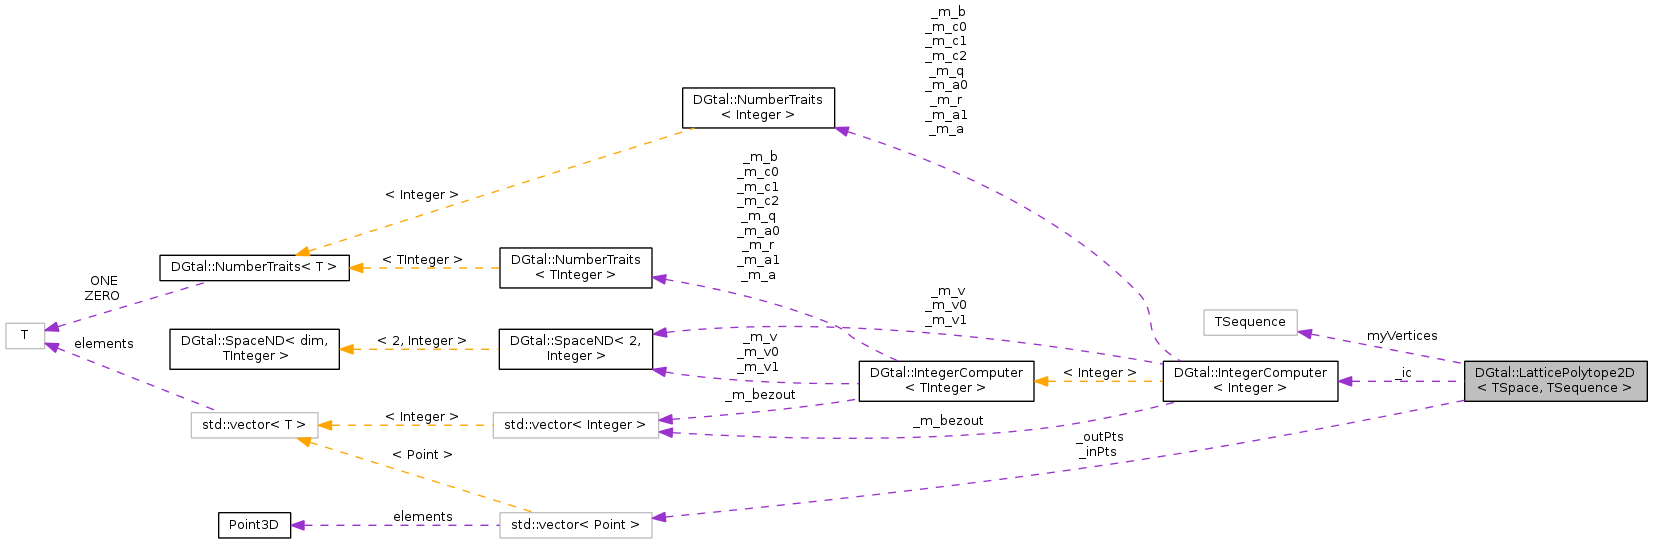 _m_b
_m_c0
_m_c1
_m_c2
_m_q
_m_a0
_m_r
_m_a1
_m_a
DGtal::NumberTraits
< Integer >
_m_b
_m_c0
_m_c1
_m_c2
_m_q
_m_a0
_m_r
_m_a1
_m_a
< Integer >
DGtal::NumberTraits< T >
< TInteger >
DGtal::NumberTraits
< TInteger >
ONE
ZERO
_m_v
_m_v0
_m_v1
T
elements
DGtal::SpaceND< dim,
TInteger >
< 2, Integer >
DGtal::SpaceND< 2,
Integer >
_m_v
_m_v0
_m_v1
TSequence
myVertices
DGtal::IntegerComputer
< TInteger >
< Integer >
DGtal::IntegerComputer
< Integer >
_ic
DGtal::LatticePolytope2D
< TSpace, TSequence >
_m_bezout
std::vector< T >
< Integer >
std::vector< Integer >
_m_bezout
< Point >
_outPts
_inPts
Point3D
elements
std::vector< Point >